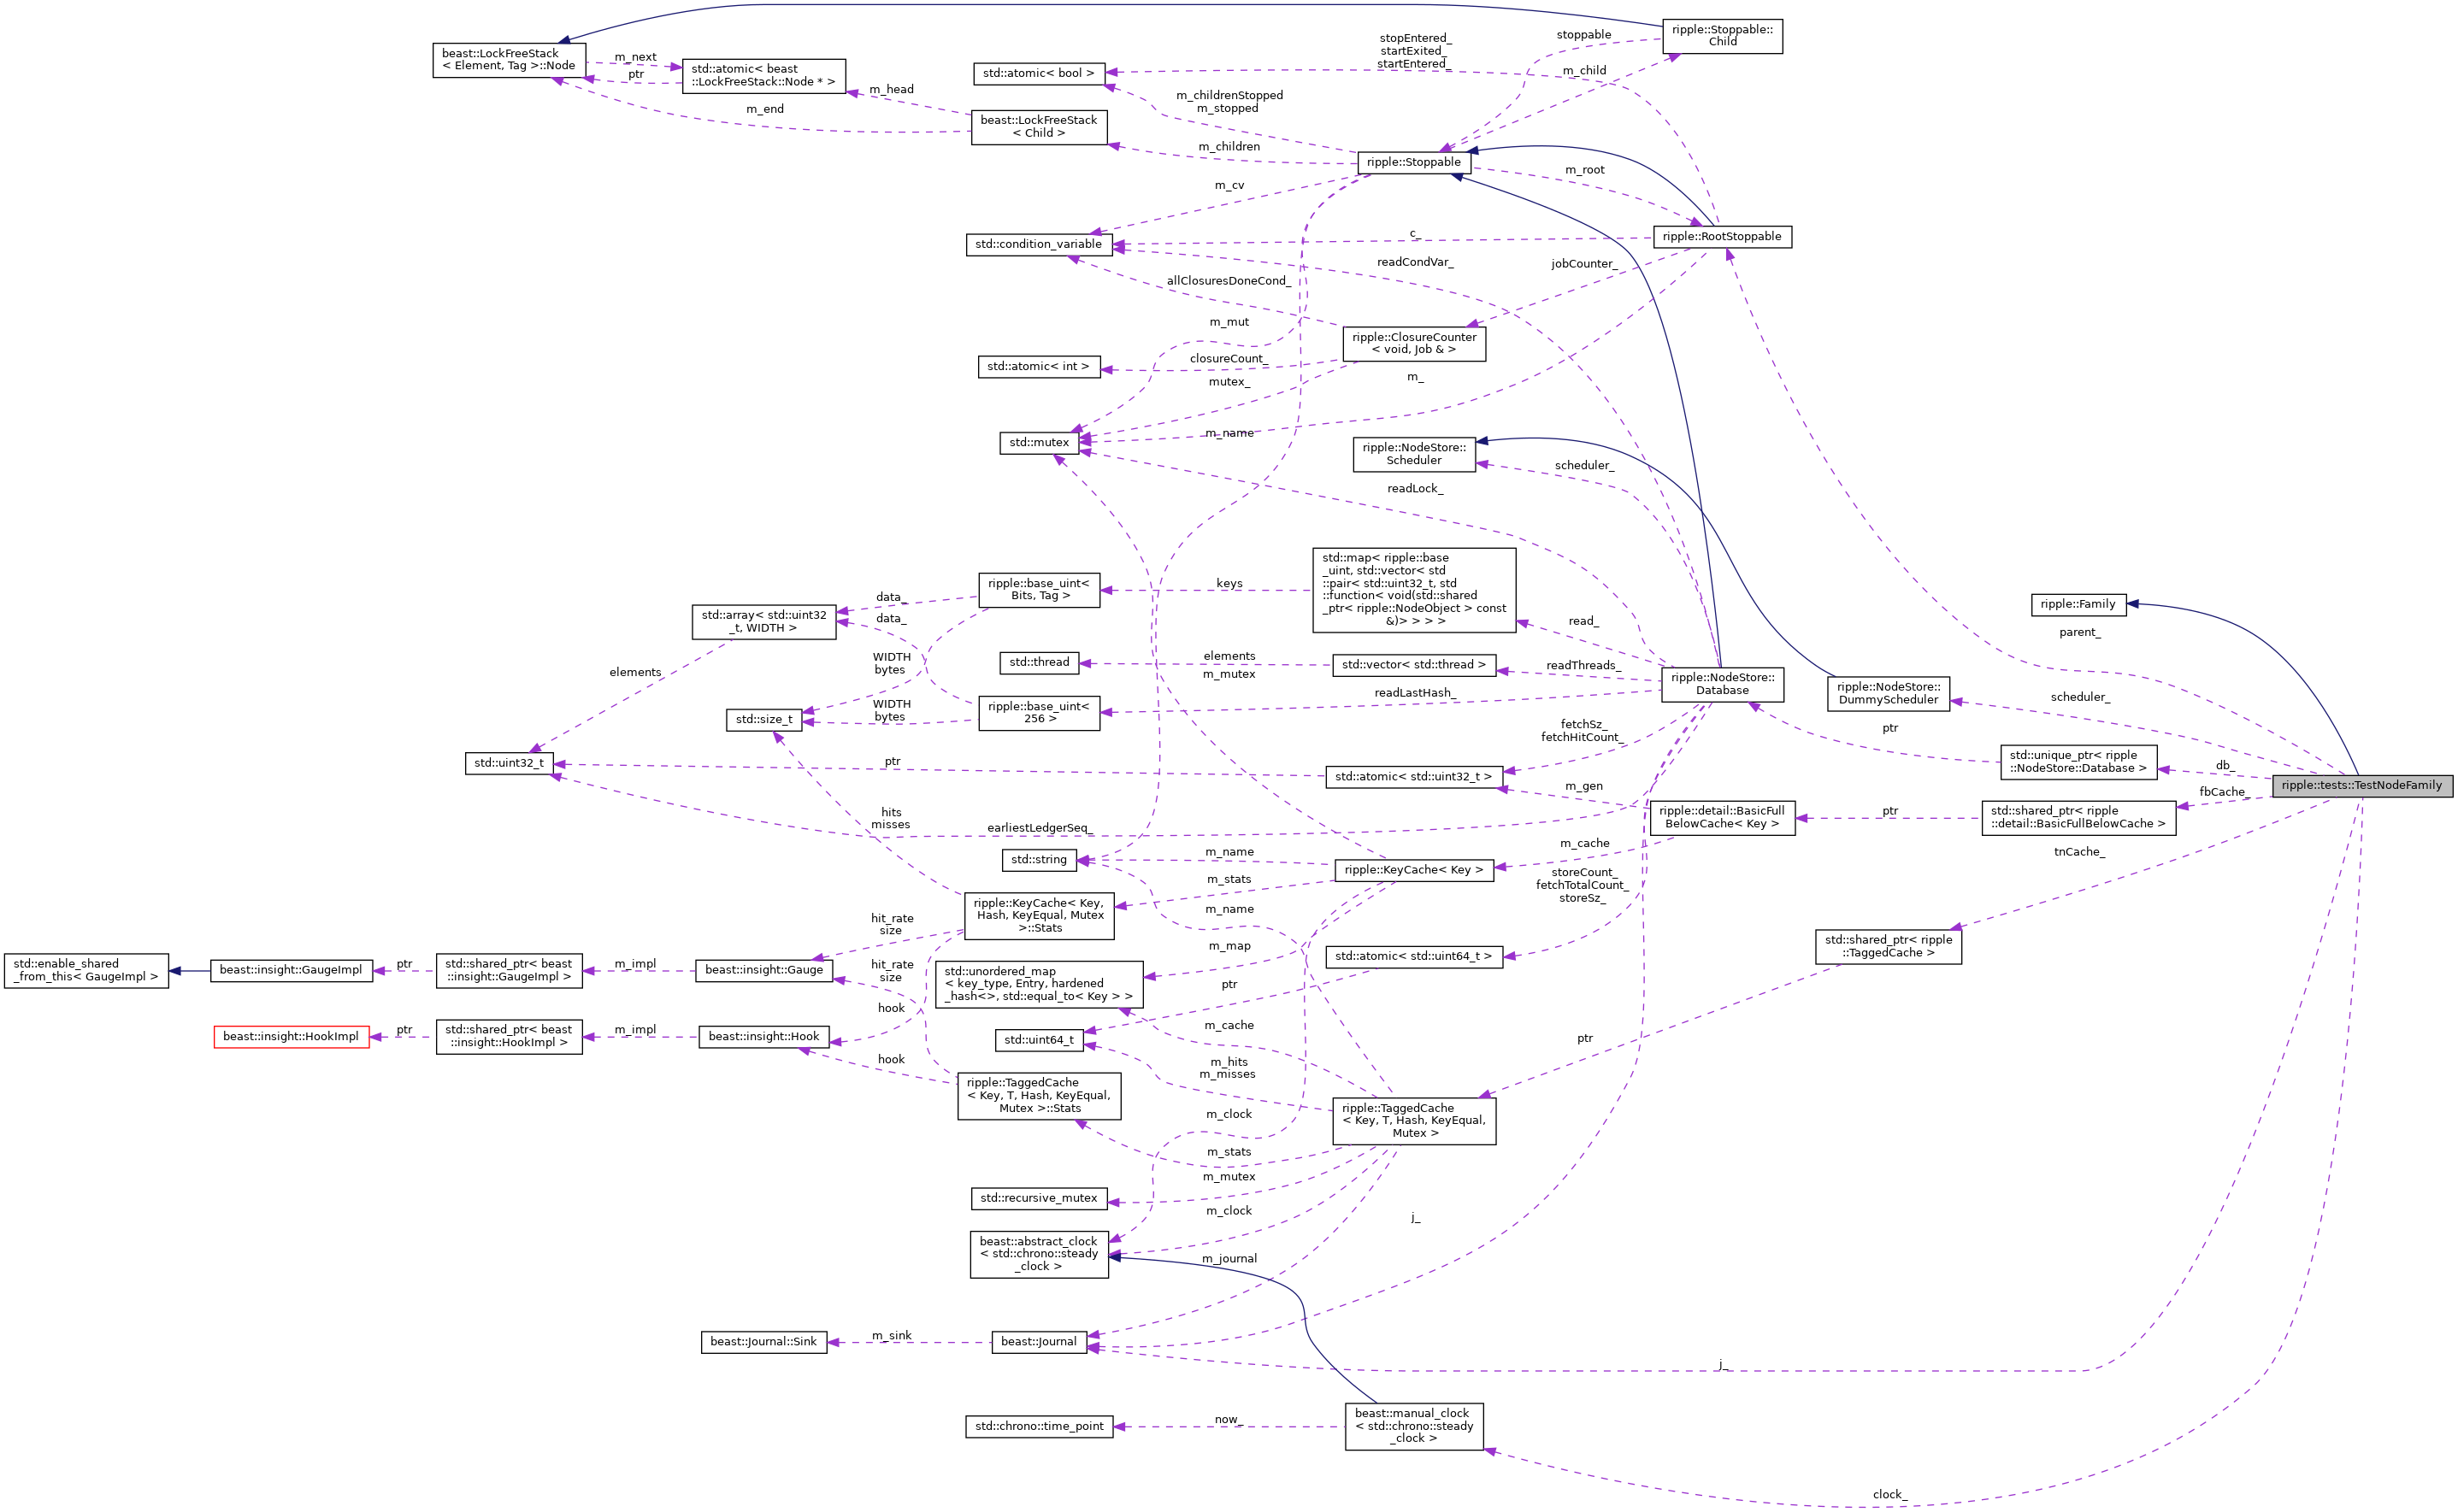 ripple::Stoppable::
Child
stopEntered_
startExited_
startEntered_
stoppable
beast::LockFreeStack
< Element, Tag >::Node
m_next
ptr
std::atomic< beast
::LockFreeStack::Node * >
std::atomic< bool >
m_child
m_head
m_end
m_childrenStopped
m_stopped
beast::LockFreeStack
< Child >
m_children
ripple::Stoppable
m_root
m_cv
ripple::RootStoppable
c_
std::condition_variable
readCondVar_
jobCounter_
allClosuresDoneCond_
m_mut
ripple::ClosureCounter
< void, Job & >
closureCount_
std::atomic< int >
mutex_
m_
m_name
std::mutex
ripple::NodeStore::
Scheduler
scheduler_
readLock_
std::map< ripple::base
_uint, std::vector< std
::pair< std::uint32_t, std
::function< void(std::shared
_ptr< ripple::NodeObject > const
&)> > > >
keys
ripple::base_uint<
Bits, Tag >
data_
data_
std::array< std::uint32
_t, WIDTH >
read_
ripple::Family
parent_
elements
m_mutex
std::thread
std::vector< std::thread >
readThreads_
WIDTH
bytes
elements
ripple::NodeStore::
Database
ripple::NodeStore::
DummyScheduler
scheduler_
readLastHash_
ripple::base_uint<
256 >
WIDTH
bytes
std::size_t
fetchSz_
fetchHitCount_
ptr
std::unique_ptr< ripple
::NodeStore::Database >
db_
std::uint32_t
ptr
std::atomic< std::uint32_t >
m_gen
ripple::tests::TestNodeFamily
fbCache_
hits
misses
earliestLedgerSeq_
ripple::detail::BasicFull
BelowCache< Key >
ptr
std::shared_ptr< ripple
::detail::BasicFullBelowCache >
m_cache
tnCache_
std::string
m_name
ripple::KeyCache< Key >
m_stats
storeCount_
fetchTotalCount_
storeSz_
ripple::KeyCache< Key,
Hash, KeyEqual, Mutex
>::Stats
m_name
hit_rate
size
m_map
std::shared_ptr< ripple
::TaggedCache >
std::atomic< std::uint64_t >
std::enable_shared
_from_this< GaugeImpl >
beast::insight::GaugeImpl
ptr
std::shared_ptr< beast
::insight::GaugeImpl >
m_impl
beast::insight::Gauge
hit_rate
size
std::unordered_map
< key_type, Entry, hardened
_hash<>, std::equal_to< Key > >
ptr
hook
beast::insight::HookImpl
ptr
std::shared_ptr< beast
::insight::HookImpl >
m_impl
beast::insight::Hook
m_cache
std::uint64_t
ptr
hook
m_hits
m_misses
ripple::TaggedCache
< Key, T, Hash, KeyEqual,
Mutex >::Stats
m_clock
ripple::TaggedCache
< Key, T, Hash, KeyEqual,
Mutex >
m_stats
m_mutex
std::recursive_mutex
m_clock
j_
beast::abstract_clock
< std::chrono::steady
_clock >
m_journal
beast::Journal::Sink
m_sink
beast::Journal
j_
beast::manual_clock
< std::chrono::steady
_clock >
now_
std::chrono::time_point
clock_